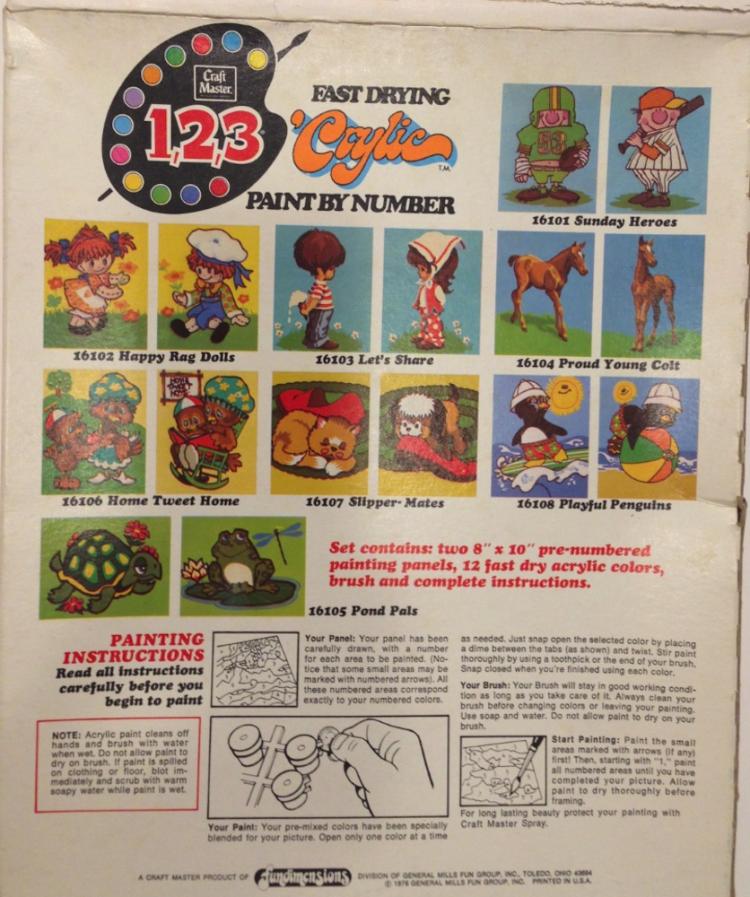 Craft
Master.
1,2,3
FAST DRYING
'Crylic
T.M.
PAINT BY NUMBER
16101 Sunday Heroes
16102 Happy Rag Dolls
16103 Let's Share
16104 Proud Young Colt
HOME
TWEET
HOME
16106 Home Tweet Home
16107 Slipper-Mates
16108 Playful Penguins
16105 Pond Pals
Set contains: two 8" x 10" pre-numbered
painting panels, 12 fast dry acrylic colors,
brush and complete instructions.
PAINTING
INSTRUCTIONS
Read all instructions
carefully before you
begin to paint
NOTE: Acrylic paint cleans off
hands and brush with water
when wet. Do not allow paint to
dry on brush. If paint is spilled
on clothing or floor, blot im-
mediately and scrub with warm
soapy water while paint is wet.
Your Panel: Your panel has been
carefully drawn, with a number
for each area to be painted. (No-
tice that some small areas may be
marked with numbered arrows). All
these numbered areas correspond
exactly to your numbered colors.
Your Paint: Your pre-mixed colors have been specially
blended for your picture. Open only one color at a time
as needed. Just snap open the selected color by placing
a dime between the tabs (as shown) and twist. Stir paint
thoroughly by using a toothpick or the end of your brush.
Snap closed when you're finished using each color.
Your Brush: Your Brush will stay in good working condi-
tion as long as you take care of it. Always clean your
brush before changing colors or leaving your painting.
Use soap and water. Do not allow paint to dry on your
brush.
Start Painting: Paint the small
areas marked with arrows (if any)
first! Then, starting with "1," paint
all numbered areas until you have
completed your picture. Allow
paint to dry thoroughly before
framing.
For long lasting beauty protect your painting with
Craft Master Spray.
A CRAFT MASTER PRODUCT OF fundimensions DIVISION OF GENERAL MILLS FUN GROUP, INC., TOLEDO, OHIO 43694
© 1976 GENERAL MILLS FUN GROUP, INC. PRINTED IN U.S.A.